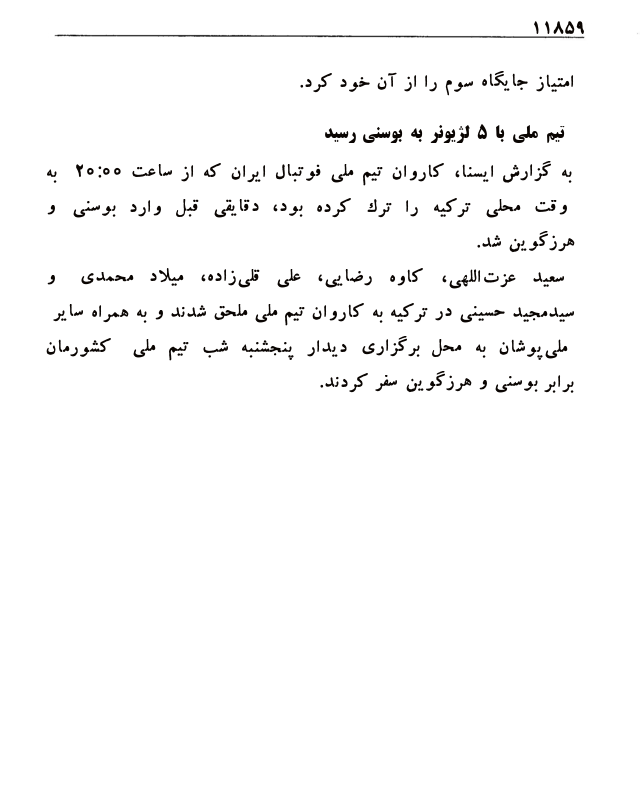 ۱۱۸۵۹
امتیاز جایگاه سوم را از آن خود کرد.
تیم ملی با ۵ لژیونر به بوسنی رسید
به گزارش ایسنا، کاروان تیم ملی فوتبال ایران که از ساعت ۲۰:۰۰ به
وقت محلی ترکیه را ترك کرده بود، دقایقی قبل وارد بوسنی و
هرزگوین شد.
سعید عزت‌اللهی، کاوه رضایی، علی قلی‌زاده، میلاد محمدی و
سیدمجید حسینی در ترکیه به کاروان تیم ملی ملحق شدند و به همراه سایر
ملی‌پوشان به محل برگزاری دیدار پنجشنبه شب تیم ملی کشورمان
برابر بوسنی و هرزگوین سفر کردند.